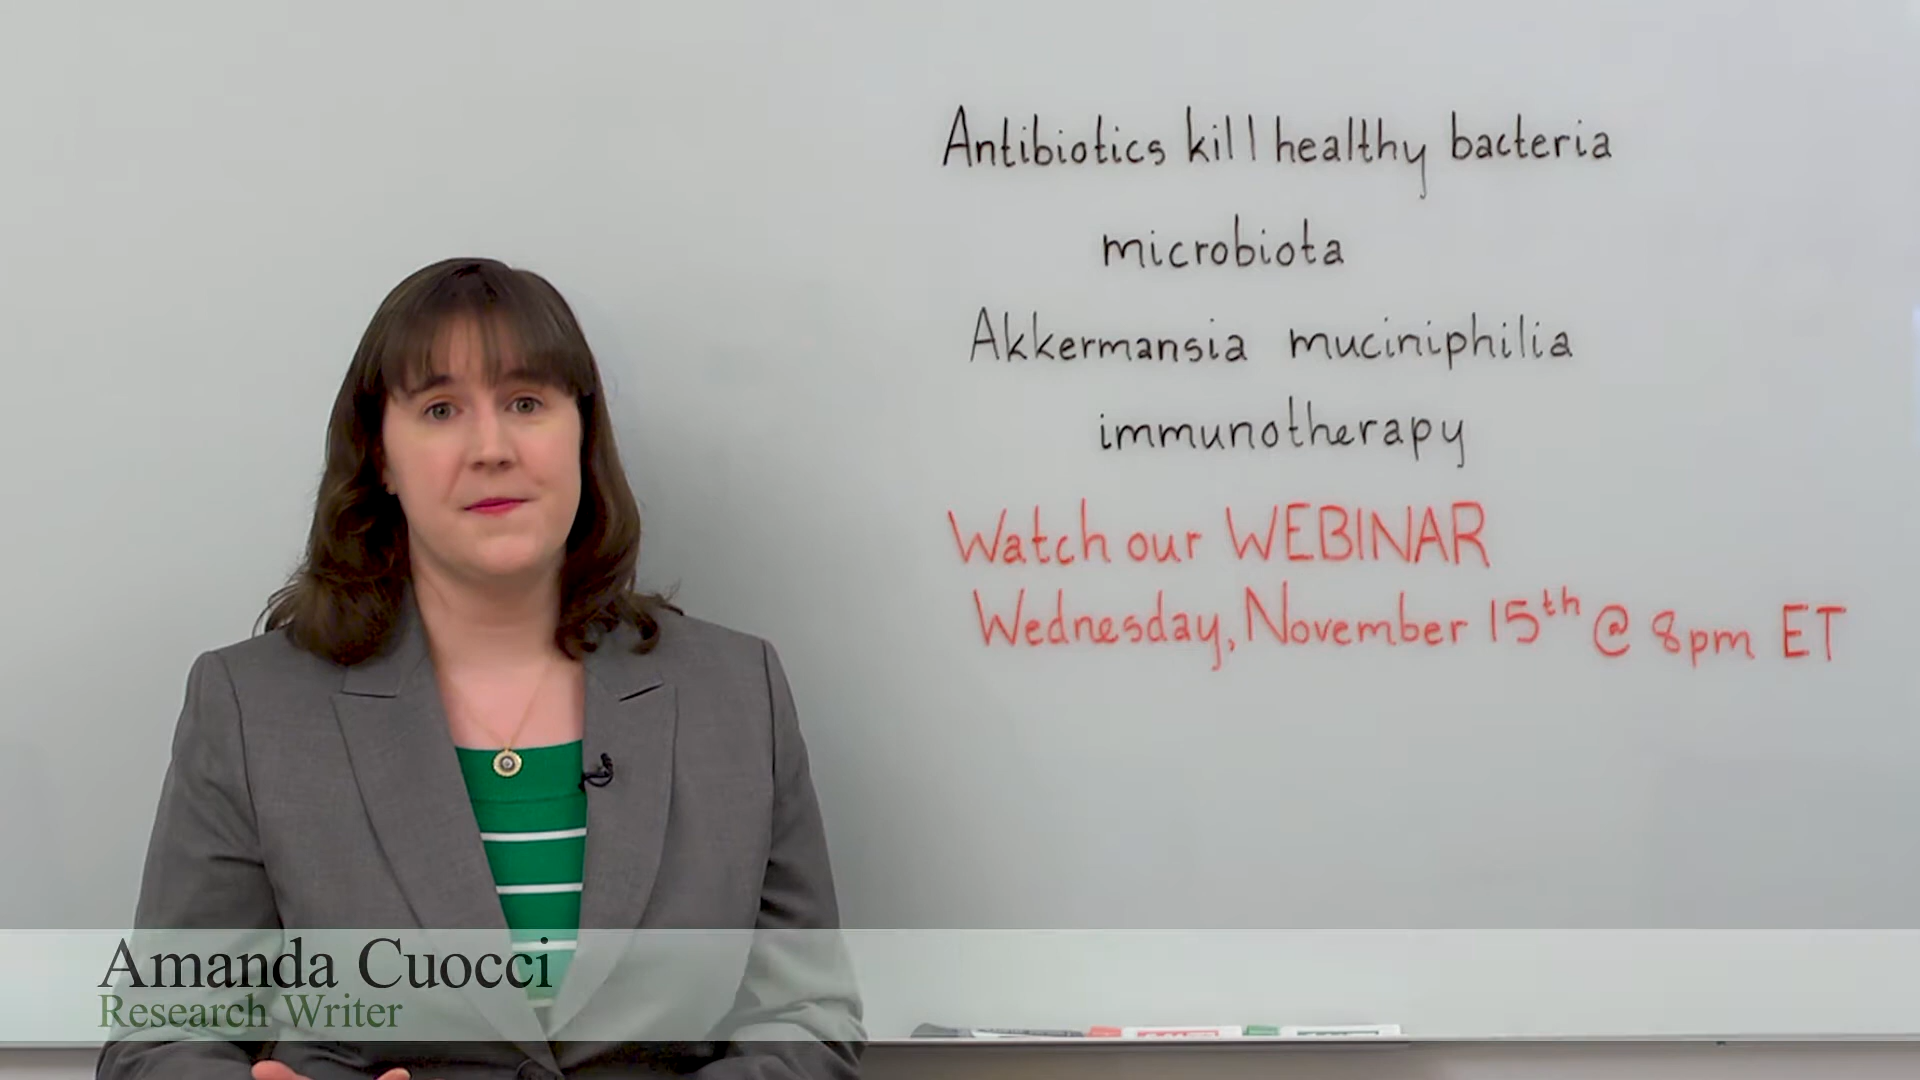 Antibiotics kill healthy bacteria
microbiota
Akkermansia muciniphilia
immunotherapy
Watch our WEBINAR
Wednesday, November 15th @ 8pm ET
Amanda Cuocci
Research Writer